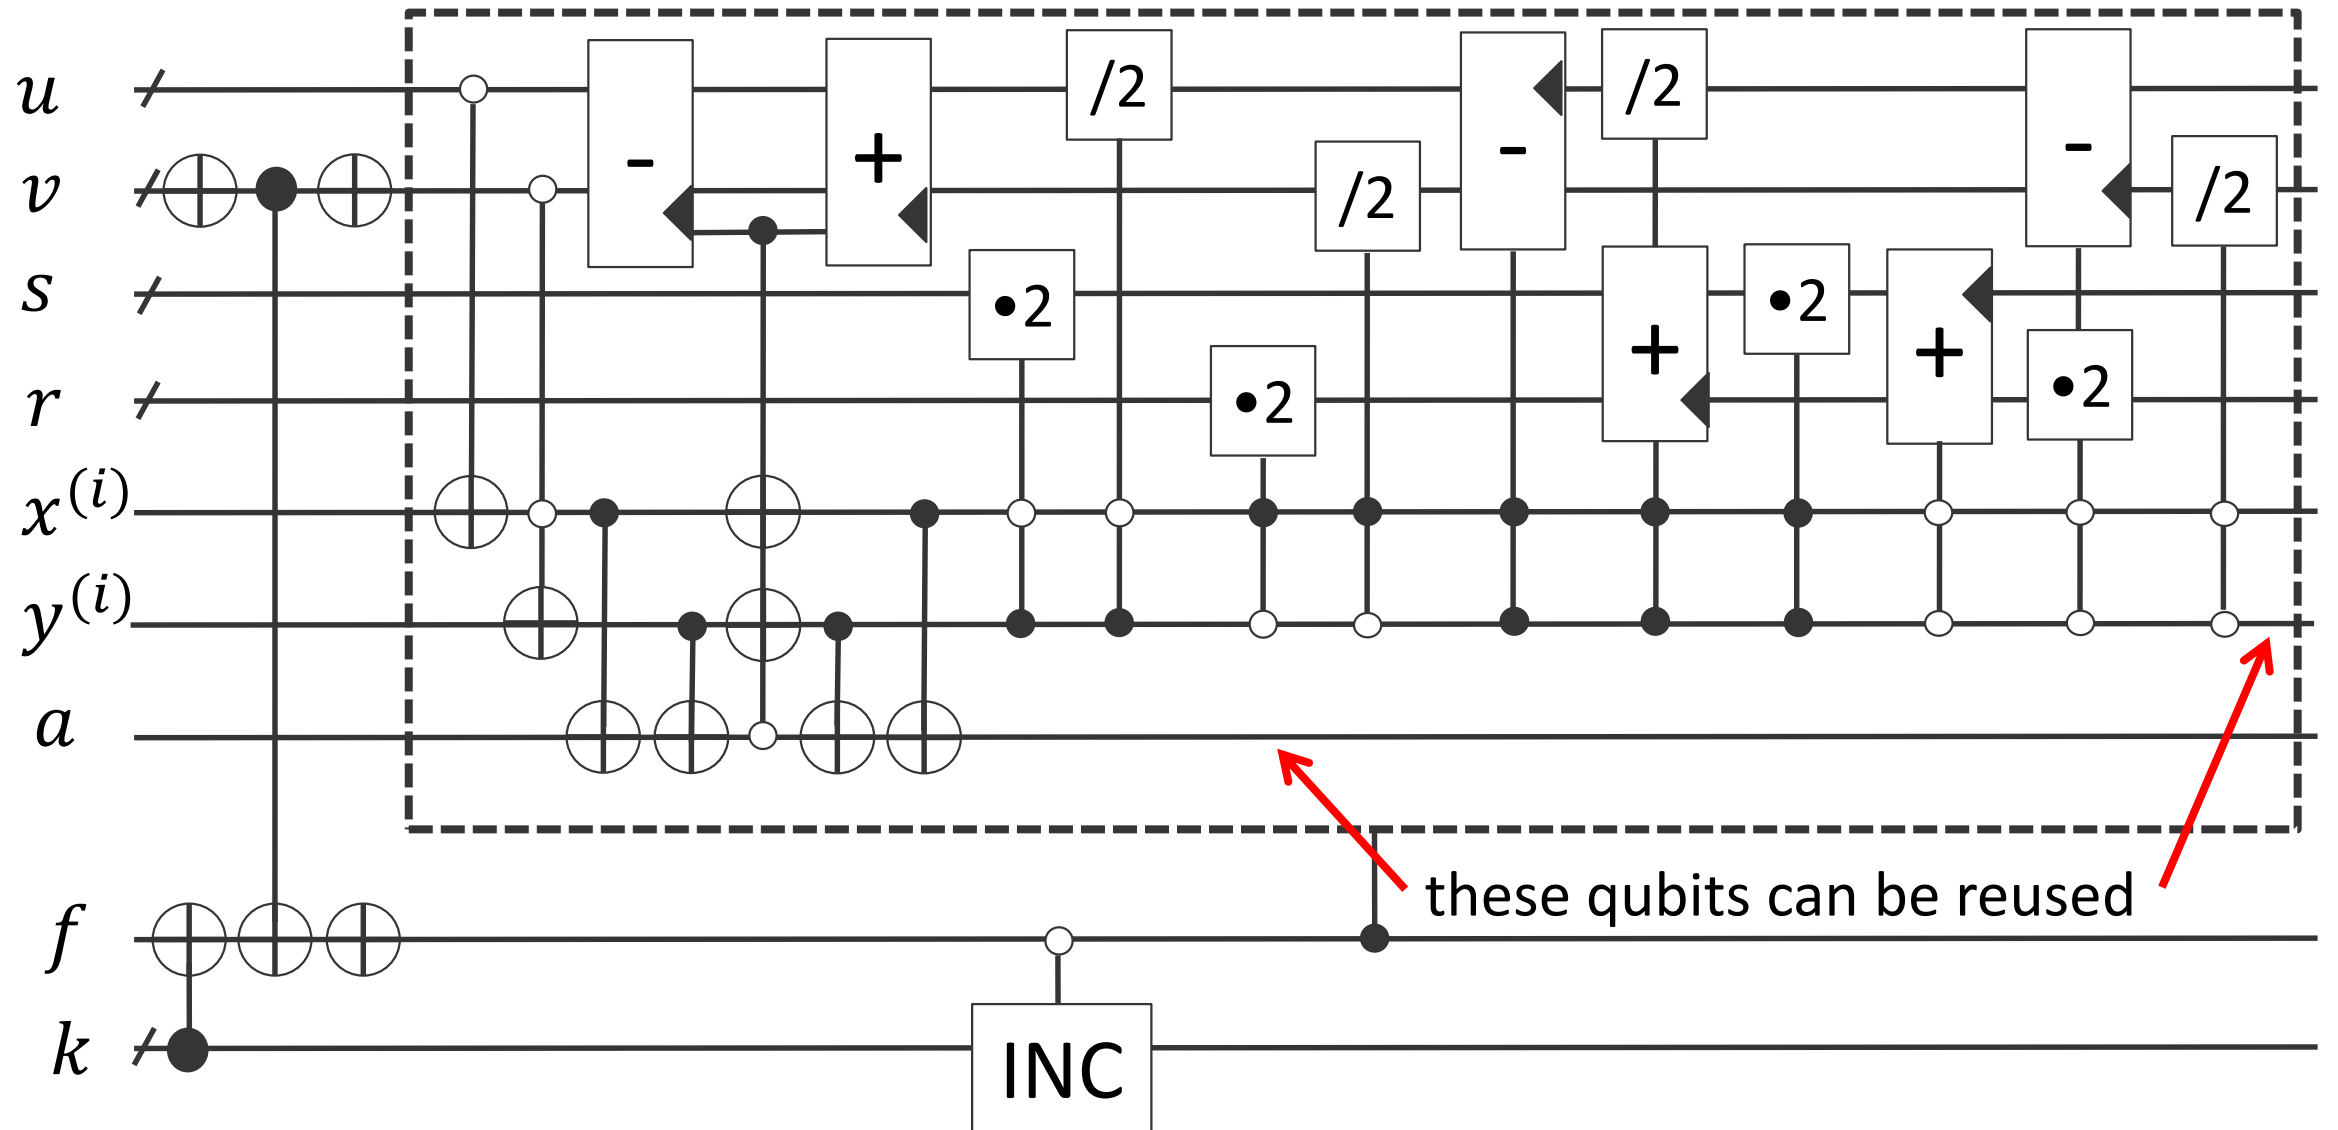 u /2 /2
v - + /2 - - /2
s •2 •2
r •2 + + •2
x^(i)
y^(i)
a
these qubits can be reused
f
k INC